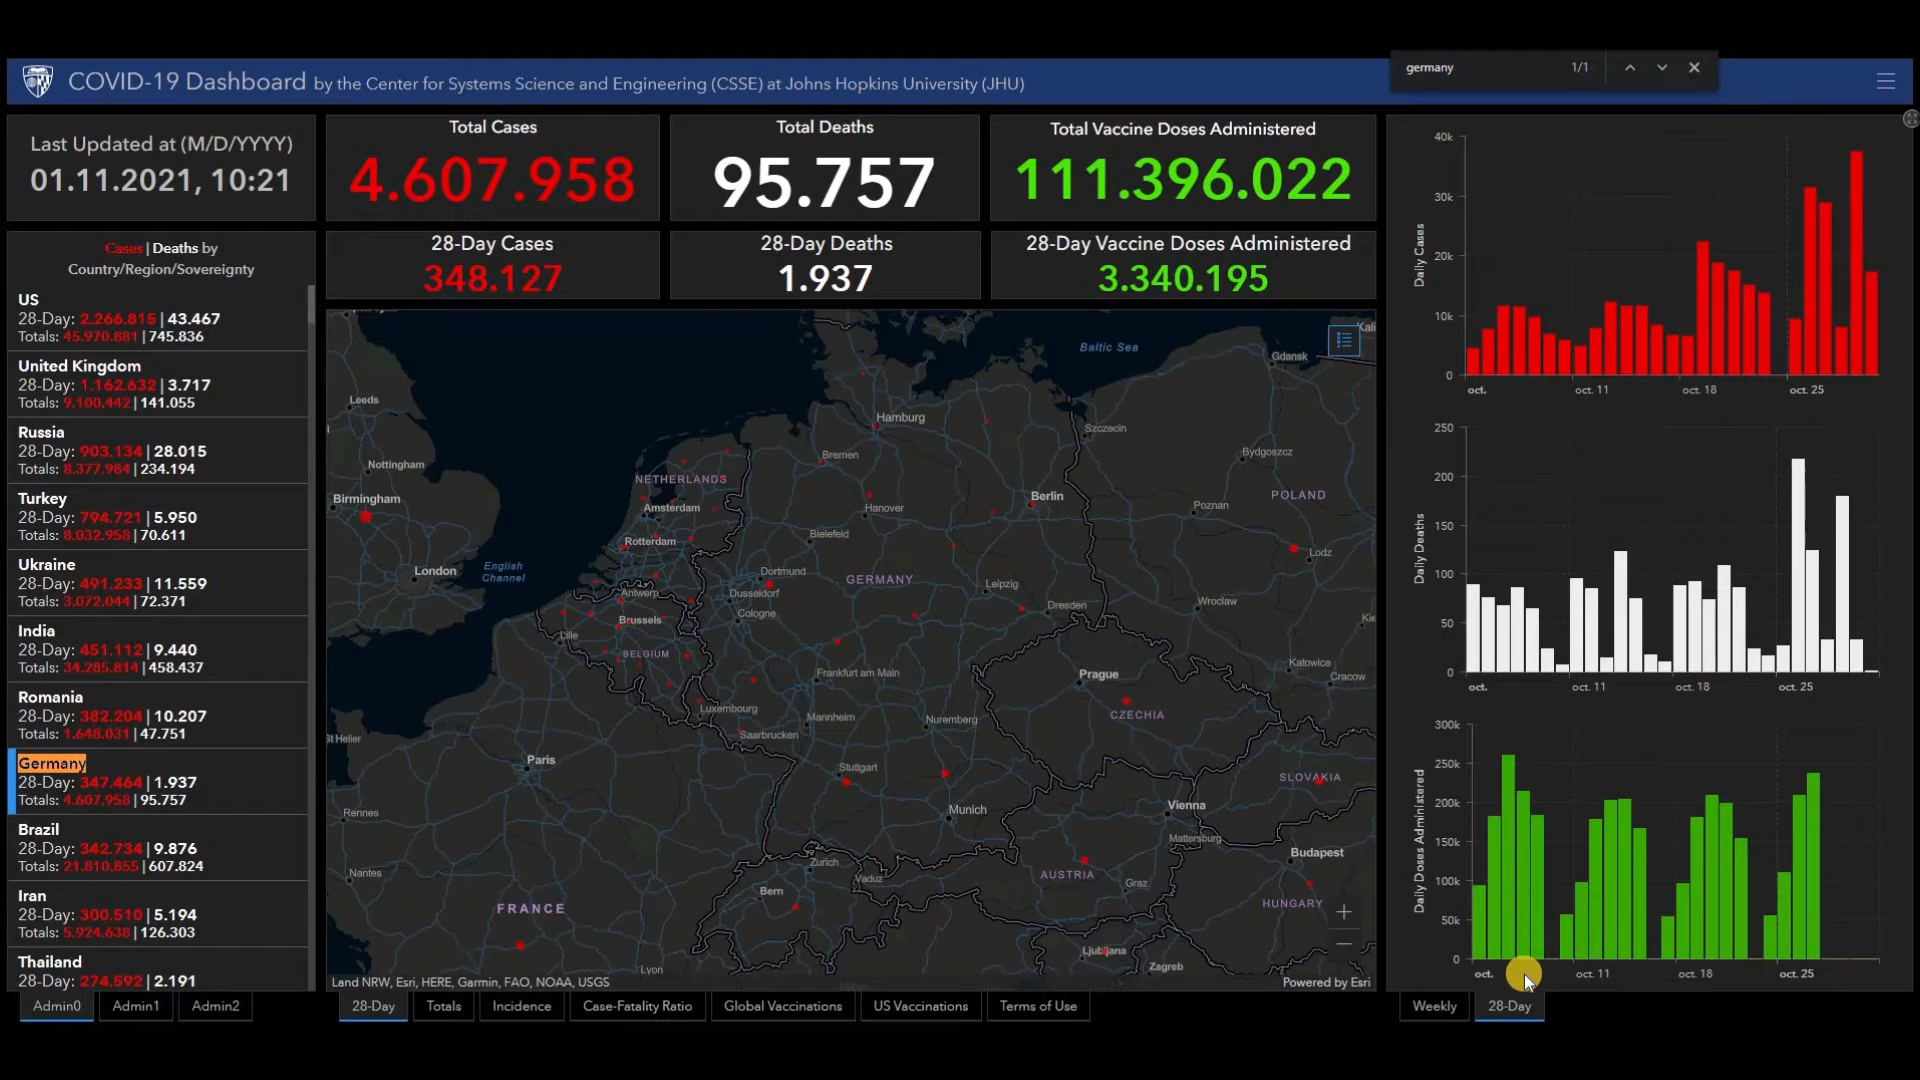 COVID-19 Dashboard by the Center for Systems Science and Engineering (CSSE) at Johns Hopkins University (JHU)
germany 1/1
Last Updated at (M/D/YYYY)
01.11.2021, 10:21
Total Cases
4.607.958
Total Deaths
95.757
Total Vaccine Doses Administered
111.396.022
28-Day Cases
348.127
28-Day Deaths
1.937
28-Day Vaccine Doses Administered
3.340.195
Cases | Deaths by
Country/Region/Sovereignty
US
28-Day: 2.266.815 | 43.467
Totals: 45.970.881 | 745.836
United Kingdom
28-Day: 1.162.632 | 3.717
Totals: 9.100.442 | 141.055
Russia
28-Day: 903.134 | 28.015
Totals: 8.377.984 | 234.194
Turkey
28-Day: 794.721 | 5.950
Totals: 8.032.958 | 70.611
Ukraine
28-Day: 491.233 | 11.559
Totals: 3.072.044 | 72.371
India
28-Day: 451.112 | 9.440
Totals: 34.285.814 | 458.437
Romania
28-Day: 382.204 | 10.207
Totals: 1.648.031 | 47.751
Germany
28-Day: 347.464 | 1.937
Totals: 4.607.958 | 95.757
Brazil
28-Day: 342.734 | 9.876
Totals: 21.810.855 | 607.824
Iran
28-Day: 300.510 | 5.194
Totals: 5.924.638 | 126.303
Thailand
28-Day: 274.592 | 2.191
Admin0
Admin1
Admin2
Baltic Sea
Gdansk
Leeds
Hamburg
Szczecin
Bremen
Bydgoszcz
Nottingham
NETHERLANDS
Birmingham
Berlin
POLAND
Amsterdam
Hanover
Poznan
Bielefeld
Rotterdam
Lodz
English
Channel
London
Dortmund
GERMANY
Leipzig
Antwerp
Dusseldorf
Wroclaw
Dresden
Cologne
Brussels
Lille
BELGIUM
Katowice
Prague
Frankfurt am Main
Cracow
Luxembourg
CZECHIA
Mannheim
Nuremberg
Saarbrucken
St Helier
Paris
Stuttgart
SLOVAKIA
Munich
Vienna
Rennes
Mattersburg
Budapest
Zurich
Nantes
Vaduz
AUSTRIA
Bern
Graz
FRANCE
HUNGARY
Ljubljana
Lyon
Zagreb
Land NRW, Esri, HERE, Garmin, FAO, NOAA, USGS
Powered by Esri
28-Day
Totals
Incidence
Case-Fatality Ratio
Global Vaccinations
US Vaccinations
Terms of Use
Daily Cases
40k
30k
20k
10k
0
oct. oct. 11 oct. 18 oct. 25
Daily Deaths
250
200
150
100
50
0
oct. oct. 11 oct. 18 oct. 25
Daily Doses Administered
300k
250k
200k
150k
100k
50k
0
oct. oct. 11 oct. 18 oct. 25
Weekly
28-Day